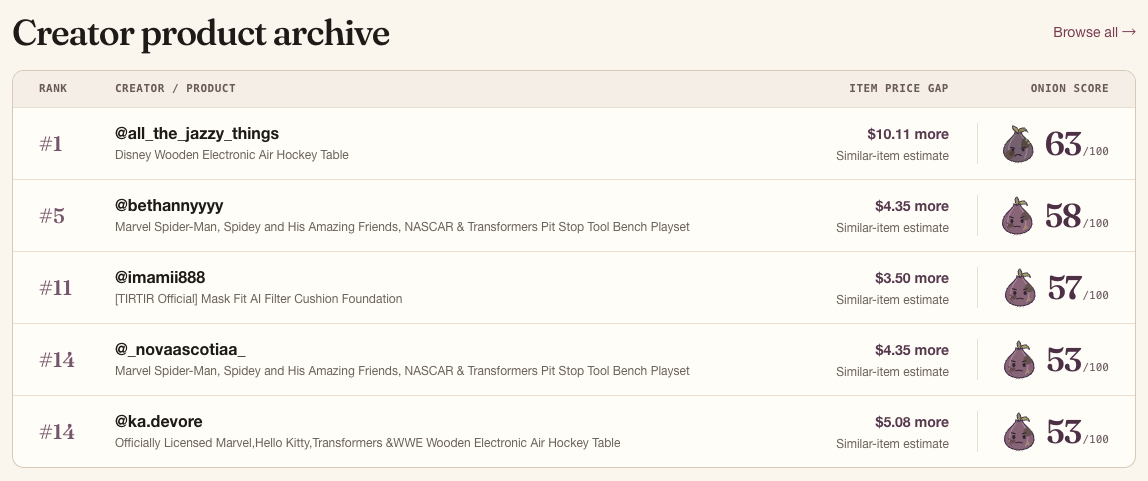 Creator product archive
Browse all →
RANK CREATOR / PRODUCT ITEM PRICE GAP ONION SCORE
#1 @all_the_jazzy_things $10.11 more 63/100
Disney Wooden Electronic Air Hockey Table Similar-item estimate
#5 @bethannyyyy $4.35 more 58/100
Marvel Spider-Man, Spidey and His Amazing Friends, NASCAR & Transformers Pit Stop Tool Bench Playset Similar-item estimate
#11 @imamii888 $3.50 more 57/100
[TIRTIR Official] Mask Fit AI Filter Cushion Foundation Similar-item estimate
#14 @_novaascotiaa_ $4.35 more 53/100
Marvel Spider-Man, Spidey and His Amazing Friends, NASCAR & Transformers Pit Stop Tool Bench Playset Similar-item estimate
#14 @ka.devore $5.08 more 53/100
Officially Licensed Marvel,Hello Kitty,Transformers &WWE Wooden Electronic Air Hockey Table Similar-item estimate